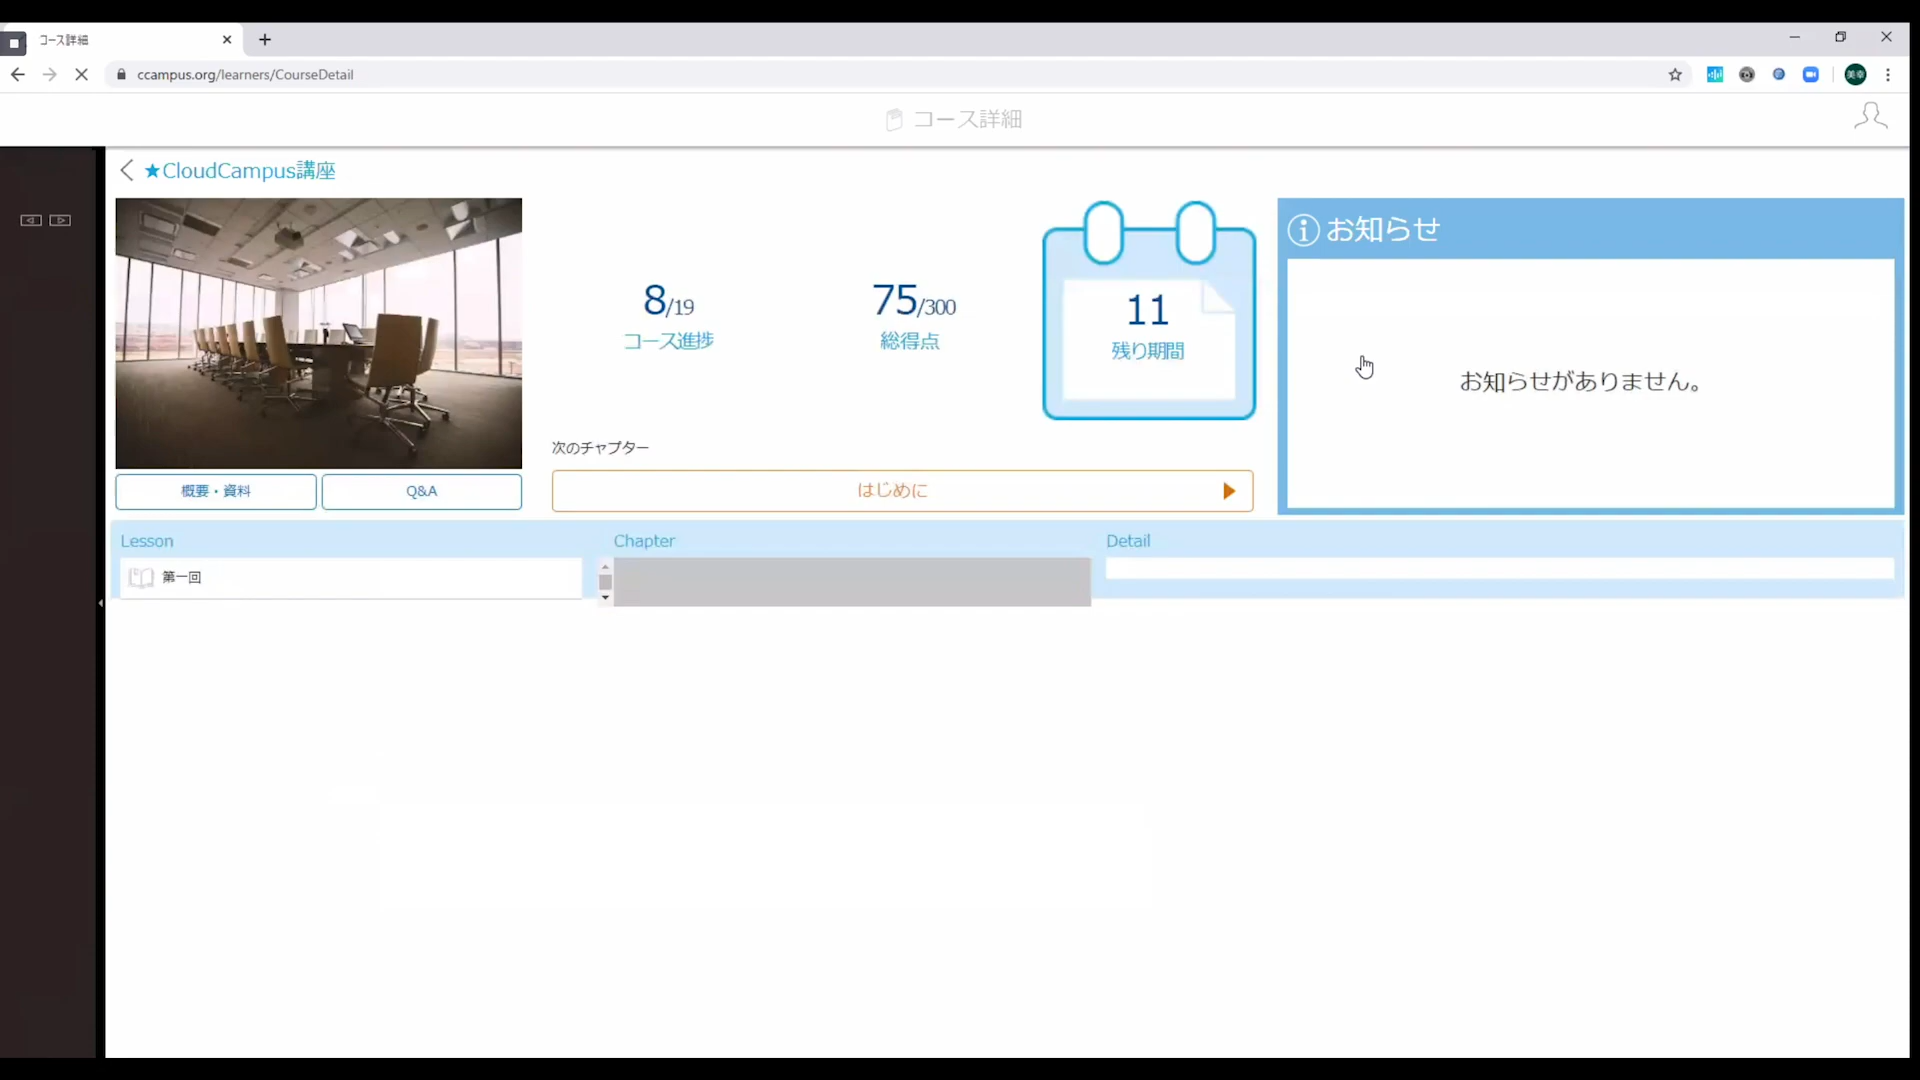 コース詳細
ccampus.org/learners/CourseDetail
美幸
コース詳細
★CloudCampus講座
8/19
コース進捗
75/300
総得点
11
残り期間
お知らせ
お知らせがありません。
次のチャプター
はじめに
概要・資料
Q&A
Lesson
Chapter
Detail
第一回